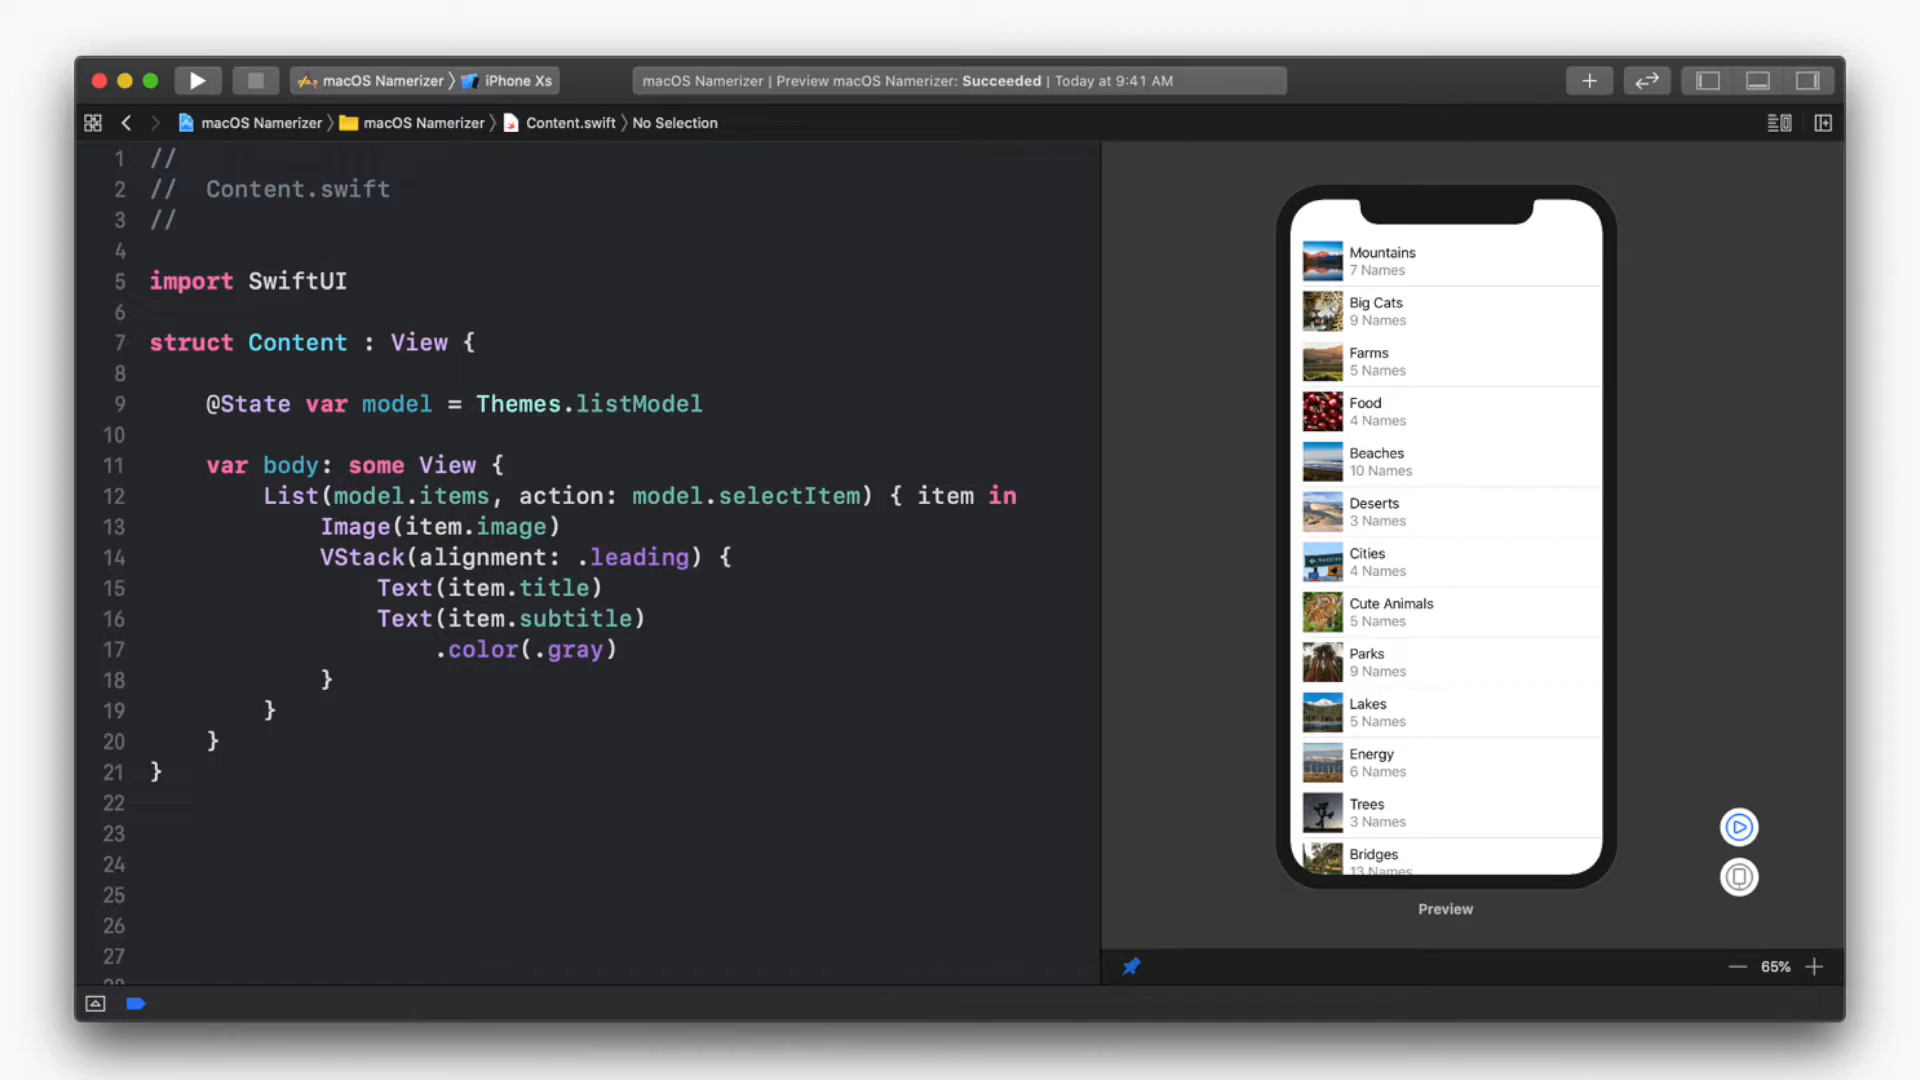 macOS Namerizer 〉 iPhone Xs
macOS Namerizer | Preview macOS Namerizer: Succeeded | Today at 9:41 AM
macOS Namerizer 〉 macOS Namerizer 〉 Content.swift 〉 No Selection
1 //
2 //  Content.swift
3 //
4
5 import SwiftUI
6
7 struct Content : View {
8
9     @State var model = Themes.listModel
10
11     var body: some View {
12         List(model.items, action: model.selectItem) { item in
13             Image(item.image)
14             VStack(alignment: .leading) {
15                 Text(item.title)
16                 Text(item.subtitle)
17                     .color(.gray)
18             }
19         }
20     }
21 }
22
23
24
25
26
27
28
Mountains
7 Names
Big Cats
9 Names
Farms
5 Names
Food
4 Names
Beaches
10 Names
Deserts
3 Names
Cities
4 Names
Cute Animals
5 Names
Parks
9 Names
Lakes
5 Names
Energy
6 Names
Trees
3 Names
Bridges
13 Names
Preview
65%